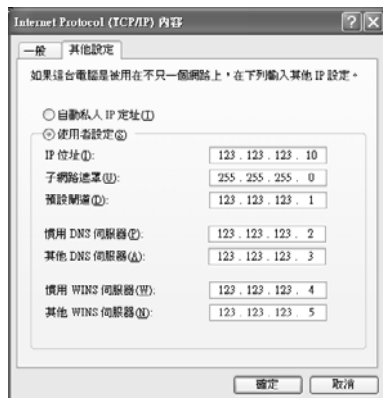 Internet Protocol (TCP/IP) 內容
一般
其他設定
如果這台電腦是被用在不只一個網路上，在下列輸入其他 IP 設定。
自動私人 IP 定址(T)
使用者設定(S)
IP 位址(I): 123 . 123 . 123 . 10
子網路遮罩(U): 255 . 255 . 255 . 0
預設閘道(D): 123 . 123 . 123 . 1
慣用 DNS 伺服器(P): 123 . 123 . 123 . 2
其他 DNS 伺服器(A): 123 . 123 . 123 . 3
慣用 WINS 伺服器(W): 123 . 123 . 123 . 4
其他 WINS 伺服器(N): 123 . 123 . 123 . 5
確定
取消